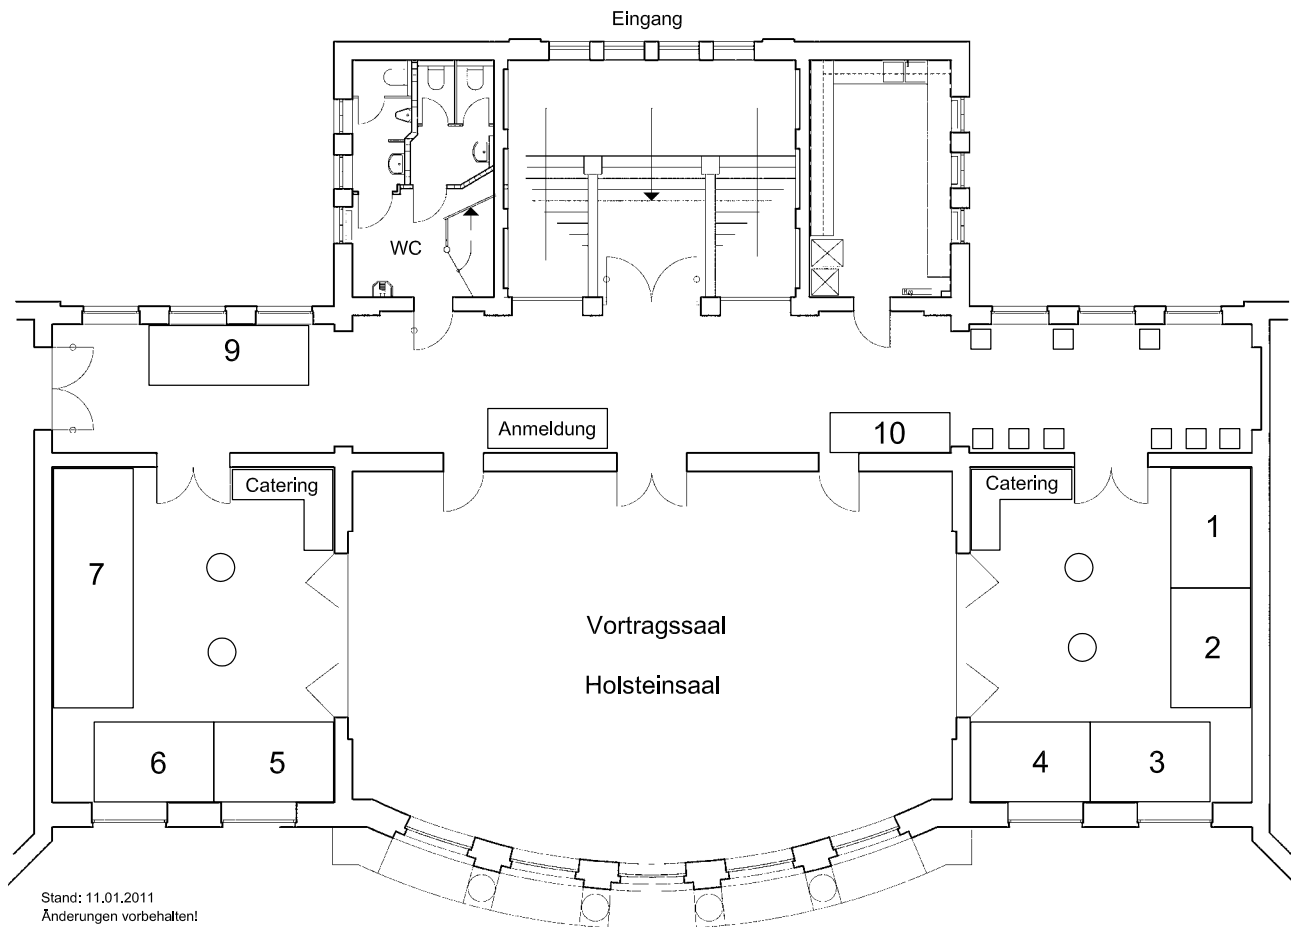 Eingang
WC
9
Anmeldung
10
Catering
Catering
1
7
2
Vortragssaal
Holsteinsaal
6
5
4
3
Stand: 11.01.2011
Änderungen vorbehalten!